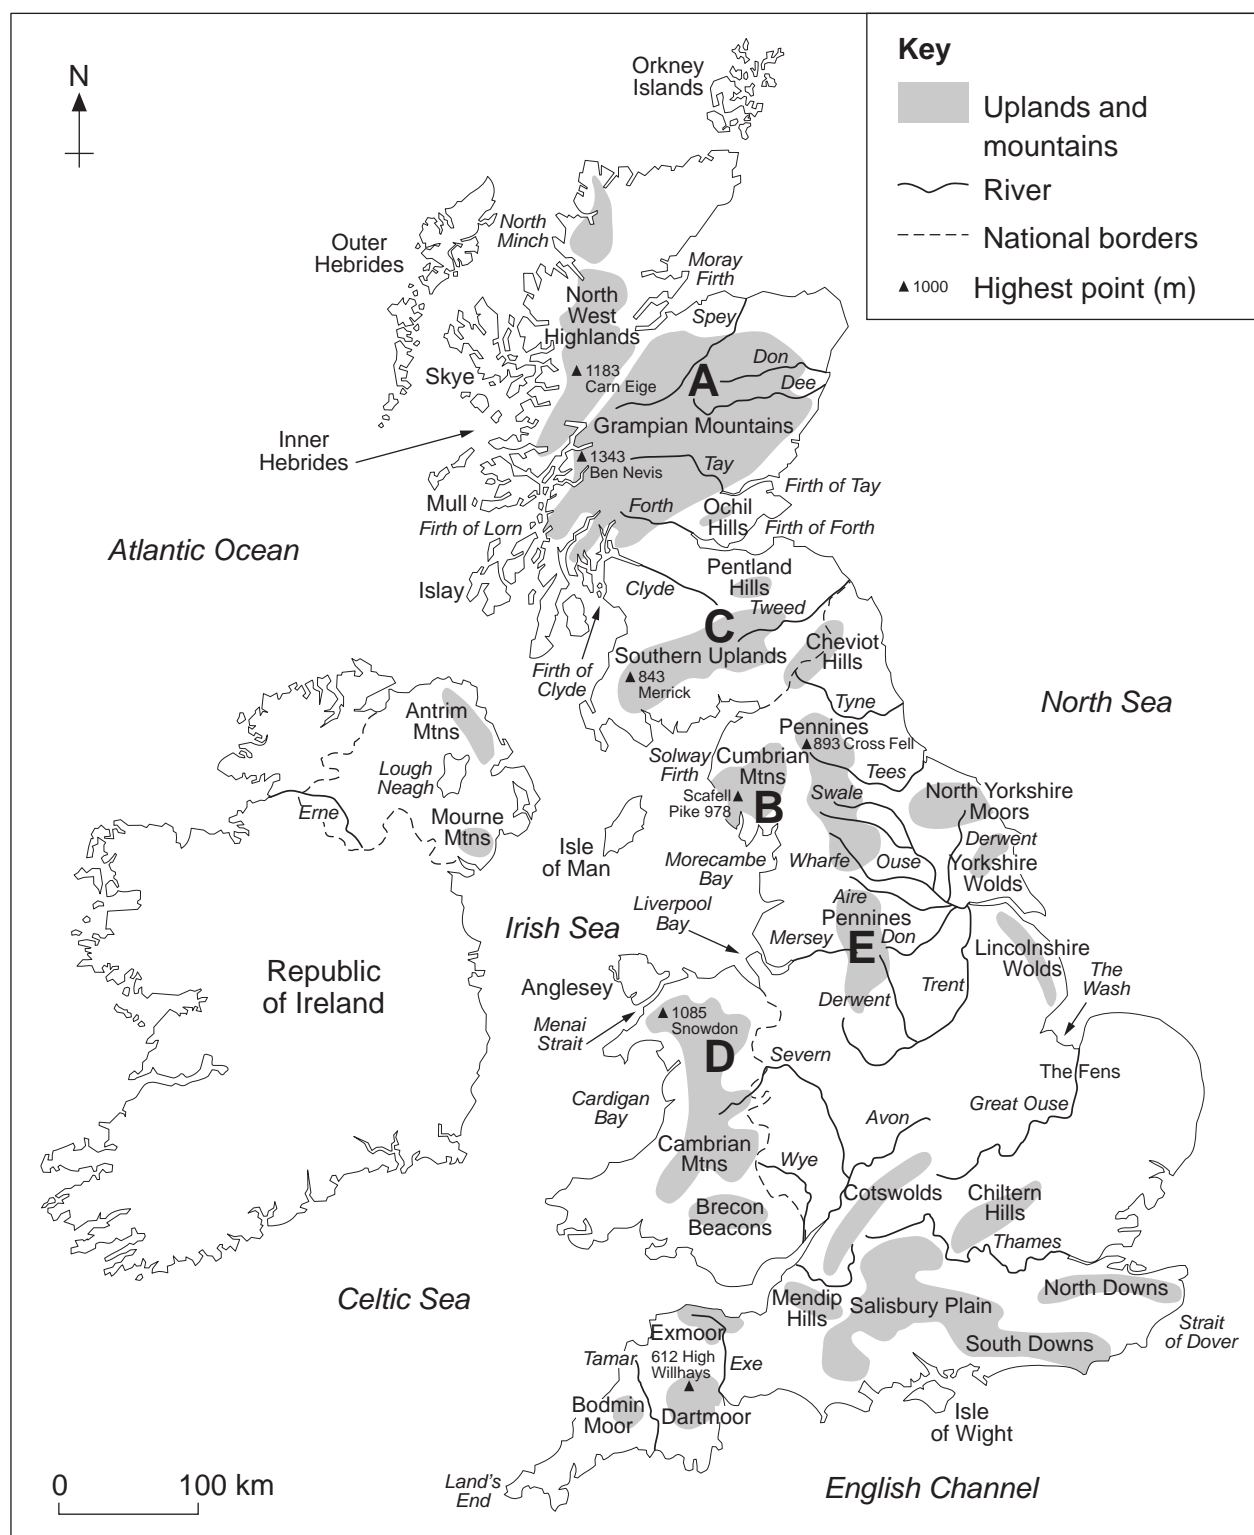 Key
Uplands and
mountains
River
National borders
1000
Highest point (m)
N
Orkney
Islands
Outer
Hebrides
North
Minch
Moray
Firth
North
West
Highlands
Spey
Don
Dee
A
1183
Carn Eige
Skye
Grampian Mountains
Inner
Hebrides
1343
Ben Nevis
Tay
Firth of Tay
Mull
Firth of Lorn
Forth
Ochil
Hills
Firth of Forth
Atlantic Ocean
Pentland
Hills
Islay
Clyde
Tweed
C
Cheviot
Hills
Southern Uplands
Firth of
Clyde
843
Merrick
North Sea
Tyne
Antrim
Mtns
Pennines
893 Cross Fell
Solway
Firth
Cumbrian
Mtns
Tees
Lough
Neagh
Scafell
Pike 978
B
Swale
North Yorkshire
Moors
Erne
Mourne
Mtns
Derwent
Isle
of Man
Morecambe
Bay
Wharfe
Ouse
Yorkshire
Wolds
Liverpool
Bay
Aire
Pennines
Irish Sea
Mersey
E
Don
Lincolnshire
Wolds
The
Wash
Republic
of Ireland
Anglesey
Derwent
Trent
Menai
Strait
1085
Snowdon
D
Severn
The Fens
Cardigan
Bay
Great Ouse
Avon
Cambrian
Mtns
Wye
Cotswolds
Chiltern
Hills
Brecon
Beacons
Thames
Celtic Sea
Mendip
Hills
Salisbury Plain
North Downs
Strait
of Dover
South Downs
Exmoor
Tamar
612 High
Willhays
Exe
Bodmin
Moor
Dartmoor
Isle
of Wight
Land's
End
English Channel
0
100 km